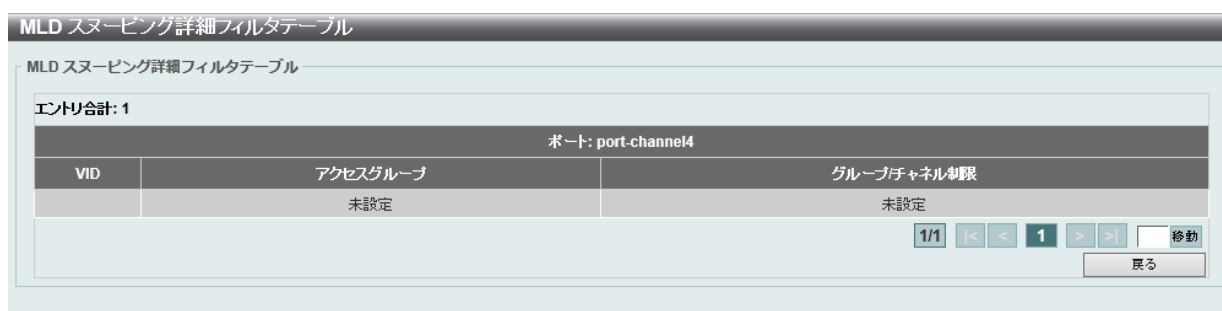 MLD スヌーピング詳細フィルタテーブル
MLD スヌーピング詳細フィルタテーブル
エントリ合計: 1
ポート: port-channel4
VID アクセスグループ グループ/チャネル制限
未設定 未設定
1/1 |< < 1 > >| 移動
戻る